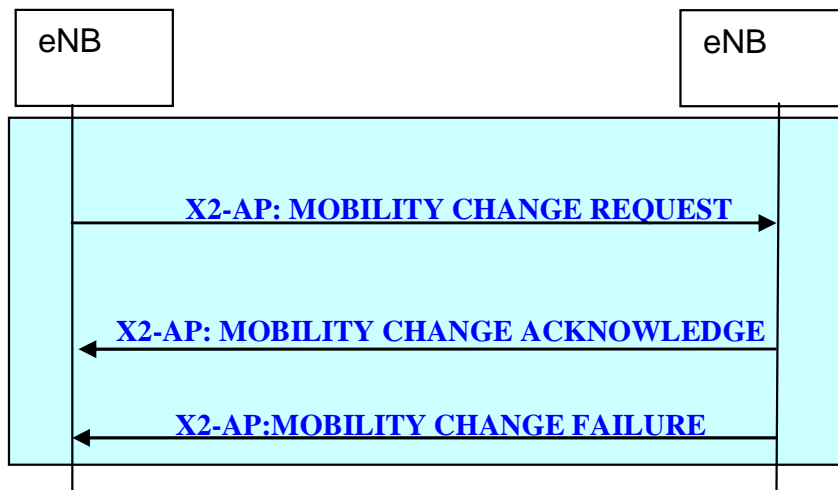 eNB
eNB
X2-AP: MOBILITY CHANGE REQUEST
X2-AP: MOBILITY CHANGE ACKNOWLEDGE
X2-AP:MOBILITY CHANGE FAILURE